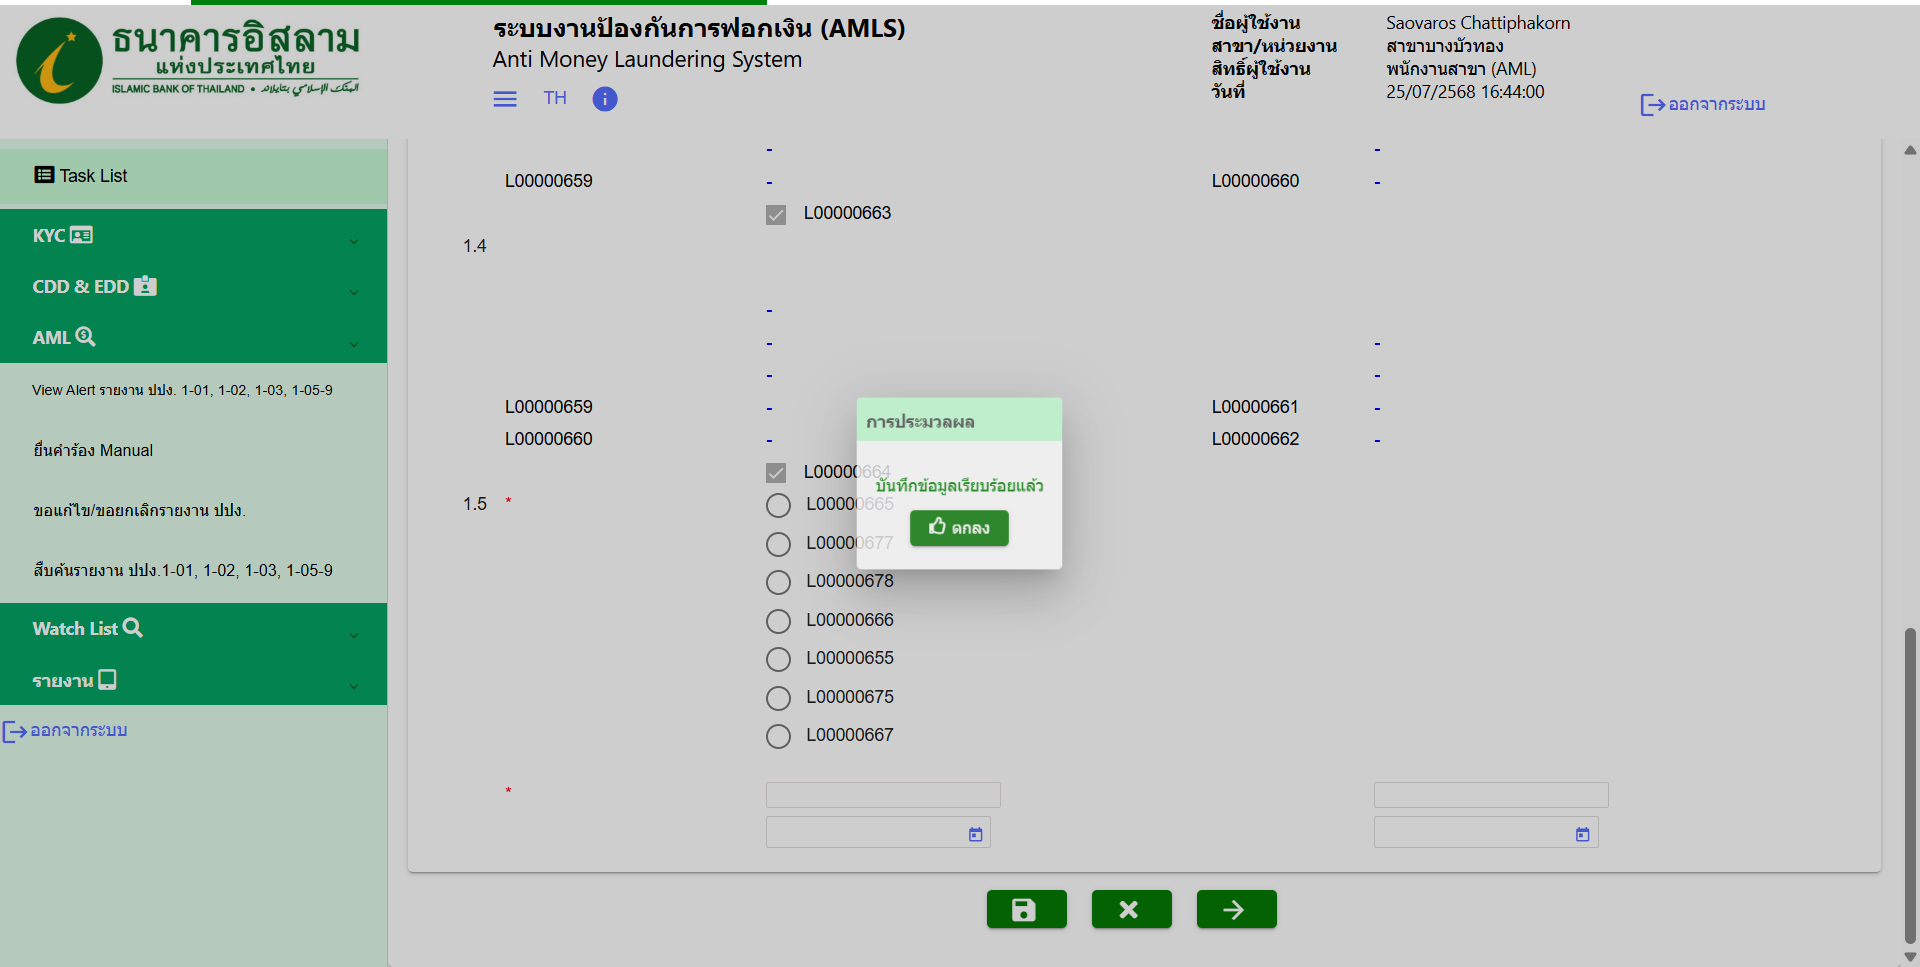 ธนาคารอิสลาม
แห่งประเทศไทย
ISLAMIC BANK OF THAILAND •
ระบบงานป้องกันการฟอกเงิน (AMLS)
Anti Money Laundering System
TH
ชื่อผู้ใช้งาน Saovaros Chattiphakorn
สาขา/หน่วยงาน สาขาบางบัวทอง
สิทธิ์ผู้ใช้งาน พนักงานสาขา (AML)
วันที่ 25/07/2568 16:44:00
ออกจากระบบ
Task List
KYC
CDD & EDD
AML
View Alert รายงาน ปปง. 1-01, 1-02, 1-03, 1-05-9
ยื่นคำร้อง Manual
ขอแก้ไข/ขอยกเลิกรายงาน ปปง.
สืบค้นรายงาน ปปง.1-01, 1-02, 1-03, 1-05-9
Watch List
รายงาน
ออกจากระบบ
- -
L00000659 - L00000660 -
L00000663
1.4
-
- -
- -
L00000659 - L00000661 -
L00000660 - L00000662 -
L00000664
1.5 * L00000665
L00000677
L00000678
L00000666
L00000655
L00000675
L00000667
*
การประมวลผล
บันทึกข้อมูลเรียบร้อยแล้ว
ตกลง